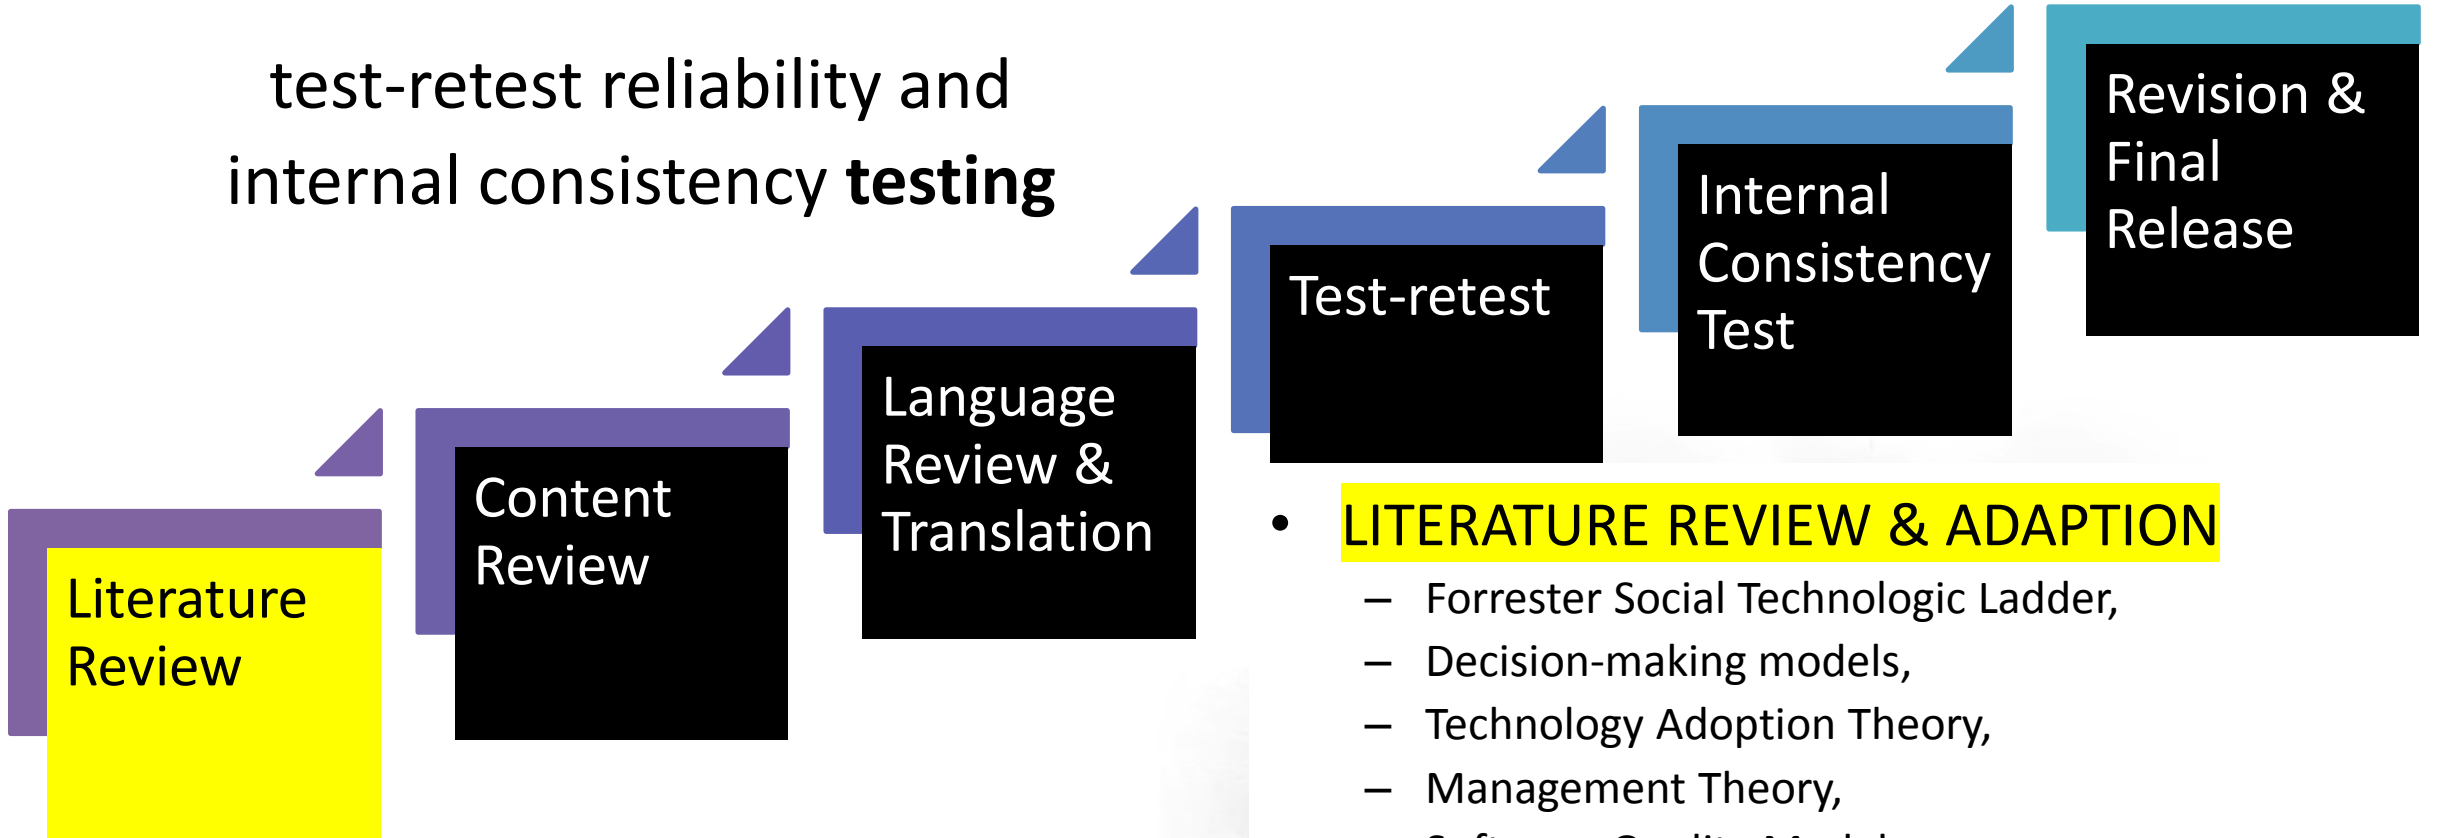 test-retest reliability and
internal consistency testing
Literature
Review
Content
Review
Language
Review &
Translation
Test-retest
Internal
Consistency
Test
Revision &
Final
Release
• LITERATURE REVIEW & ADAPTION
– Forrester Social Technologic Ladder,
– Decision-making models,
– Technology Adoption Theory,
– Management Theory,